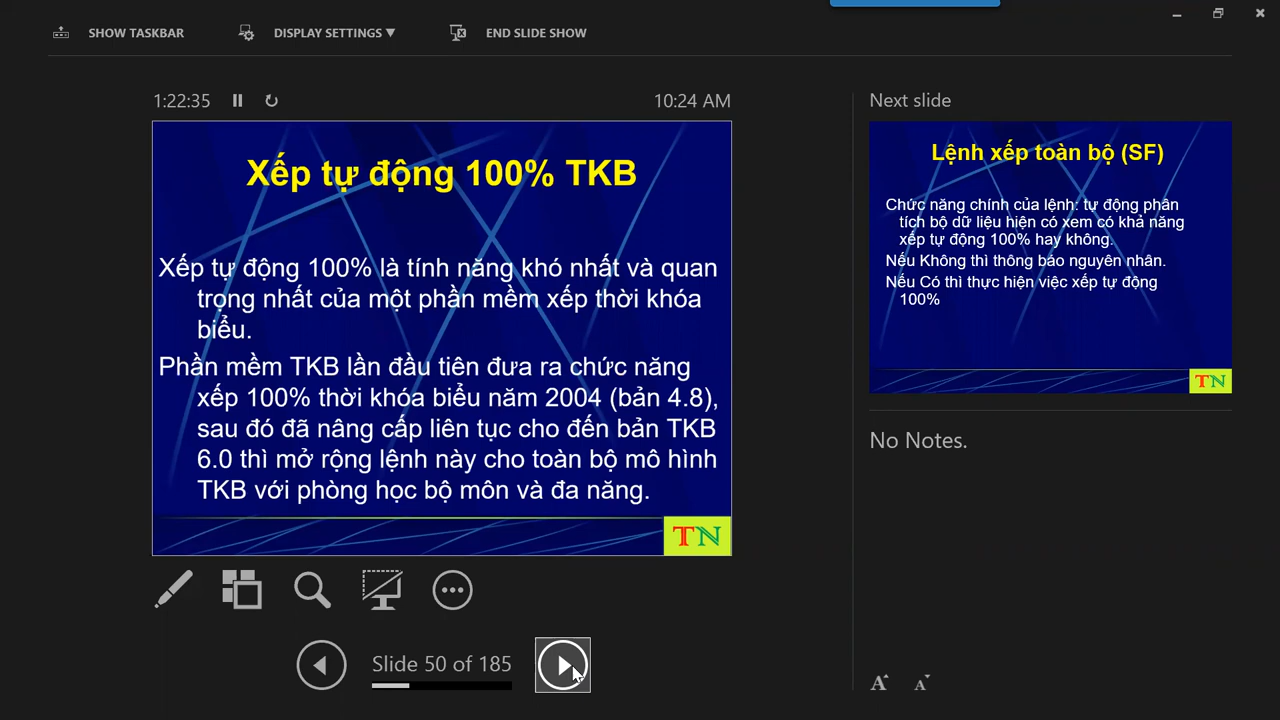 SHOW TASKBAR
DISPLAY SETTINGS ▼
END SLIDE SHOW
1:22:35
10:24 AM
Xếp tự động 100% TKB
Xếp tự động 100% là tính năng khó nhất và quan
trọng nhất của một phần mềm xếp thời khóa
biểu.
Phần mềm TKB lần đầu tiên đưa ra chức năng
xếp 100% thời khóa biểu năm 2004 (bản 4.8),
sau đó đã nâng cấp liên tục cho đến bản TKB
6.0 thì mở rộng lệnh này cho toàn bộ mô hình
TKB với phòng học bộ môn và đa năng.
TN
Slide 50 of 185
Next slide
Lệnh xếp toàn bộ (SF)
Chức năng chính của lệnh: tự động phân
tích bộ dữ liệu hiện có xem có khả năng
xếp tự động 100% hay không.
Nếu Không thì thông báo nguyên nhân.
Nếu Có thì thực hiện việc xếp tự động
100%
TN
No Notes.
A A